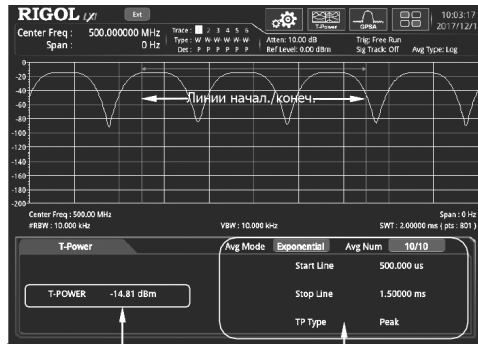 RIGOL LXI Ext 10:03:17
2017/12/1
Center Freq : 500.000000 MHz
Span : 0 Hz
Trace : 1 2 3 4 5 6
Type : W W W W W W
Det : P P P P P P
T-Power GPSA
Atten: 10.00 dB
Ref Level: 0.00 dBm
Trig: Free Run
Sig Track: Off Avg Type: Log
0
-20
-40
-60
-80
-100
-120
-140
-160
-180
-200
Линии начал./конеч.
Center Freq : 500.00 MHz Span : 0 Hz
#RBW : 10.000 kHz VBW : 10.000 kHz SWT : 2.00000 ms ( pts : 801 )
T-Power
T-POWER -14.81 dBm
Avg Mode Exponential Avg Num 10/10
Start Line 500.000 us
Stop Line 1.50000 ms
TP Type Peak